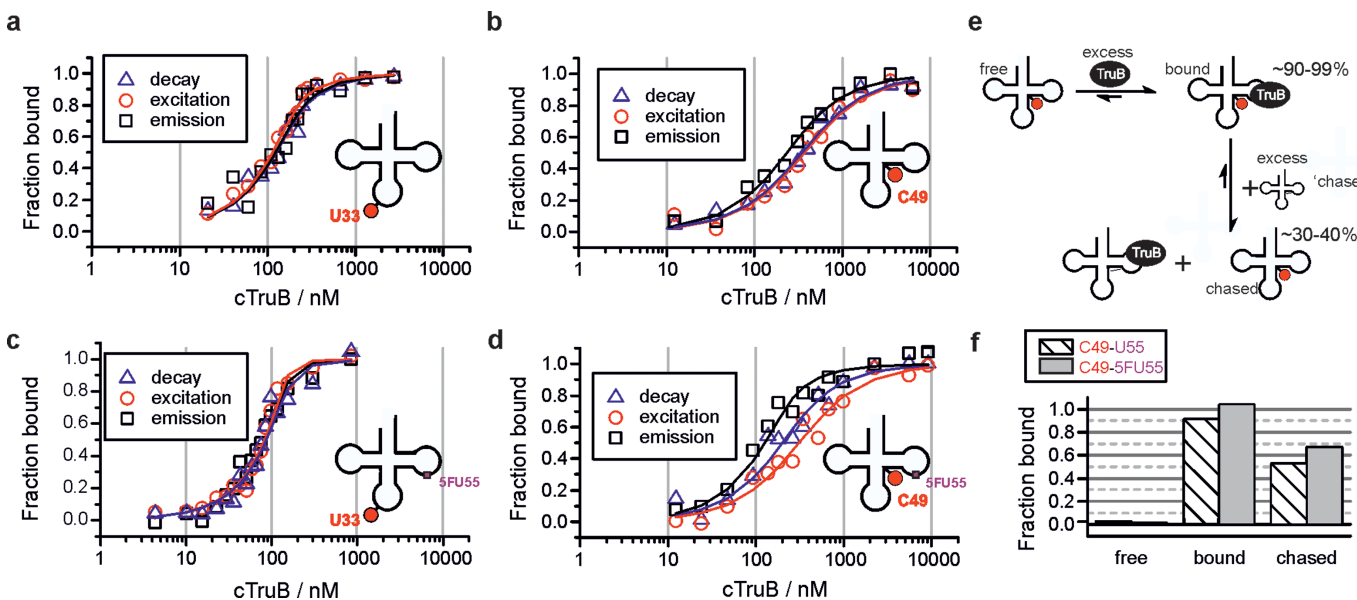 a
decay
excitation
emission
Fraction bound
1.0
0.8
0.6
0.4
0.2
0.0
U33
1
10
100
1000
10000
cTruB / nM
b
decay
excitation
emission
Fraction bound
1.0
0.8
0.6
0.4
0.2
0.0
C49
1
10
100
1000
10000
cTruB / nM
c
decay
excitation
emission
Fraction bound
1.0
0.8
0.6
0.4
0.2
0.0
5FU55
U33
1
10
100
1000
10000
cTruB / nM
d
decay
excitation
emission
Fraction bound
1.0
0.8
0.6
0.4
0.2
0.0
5FU55
C49
1
10
100
1000
10000
cTruB / nM
e
free
excess
TruB
bound
TruB
~90-99%
excess
+
'chase
~30-40%
TruB
+
chased
f
C49-U55
C49-5FU55
Fraction bound
1.0
0.9
0.7
0.5
0.3
0.0
free
bound
chased